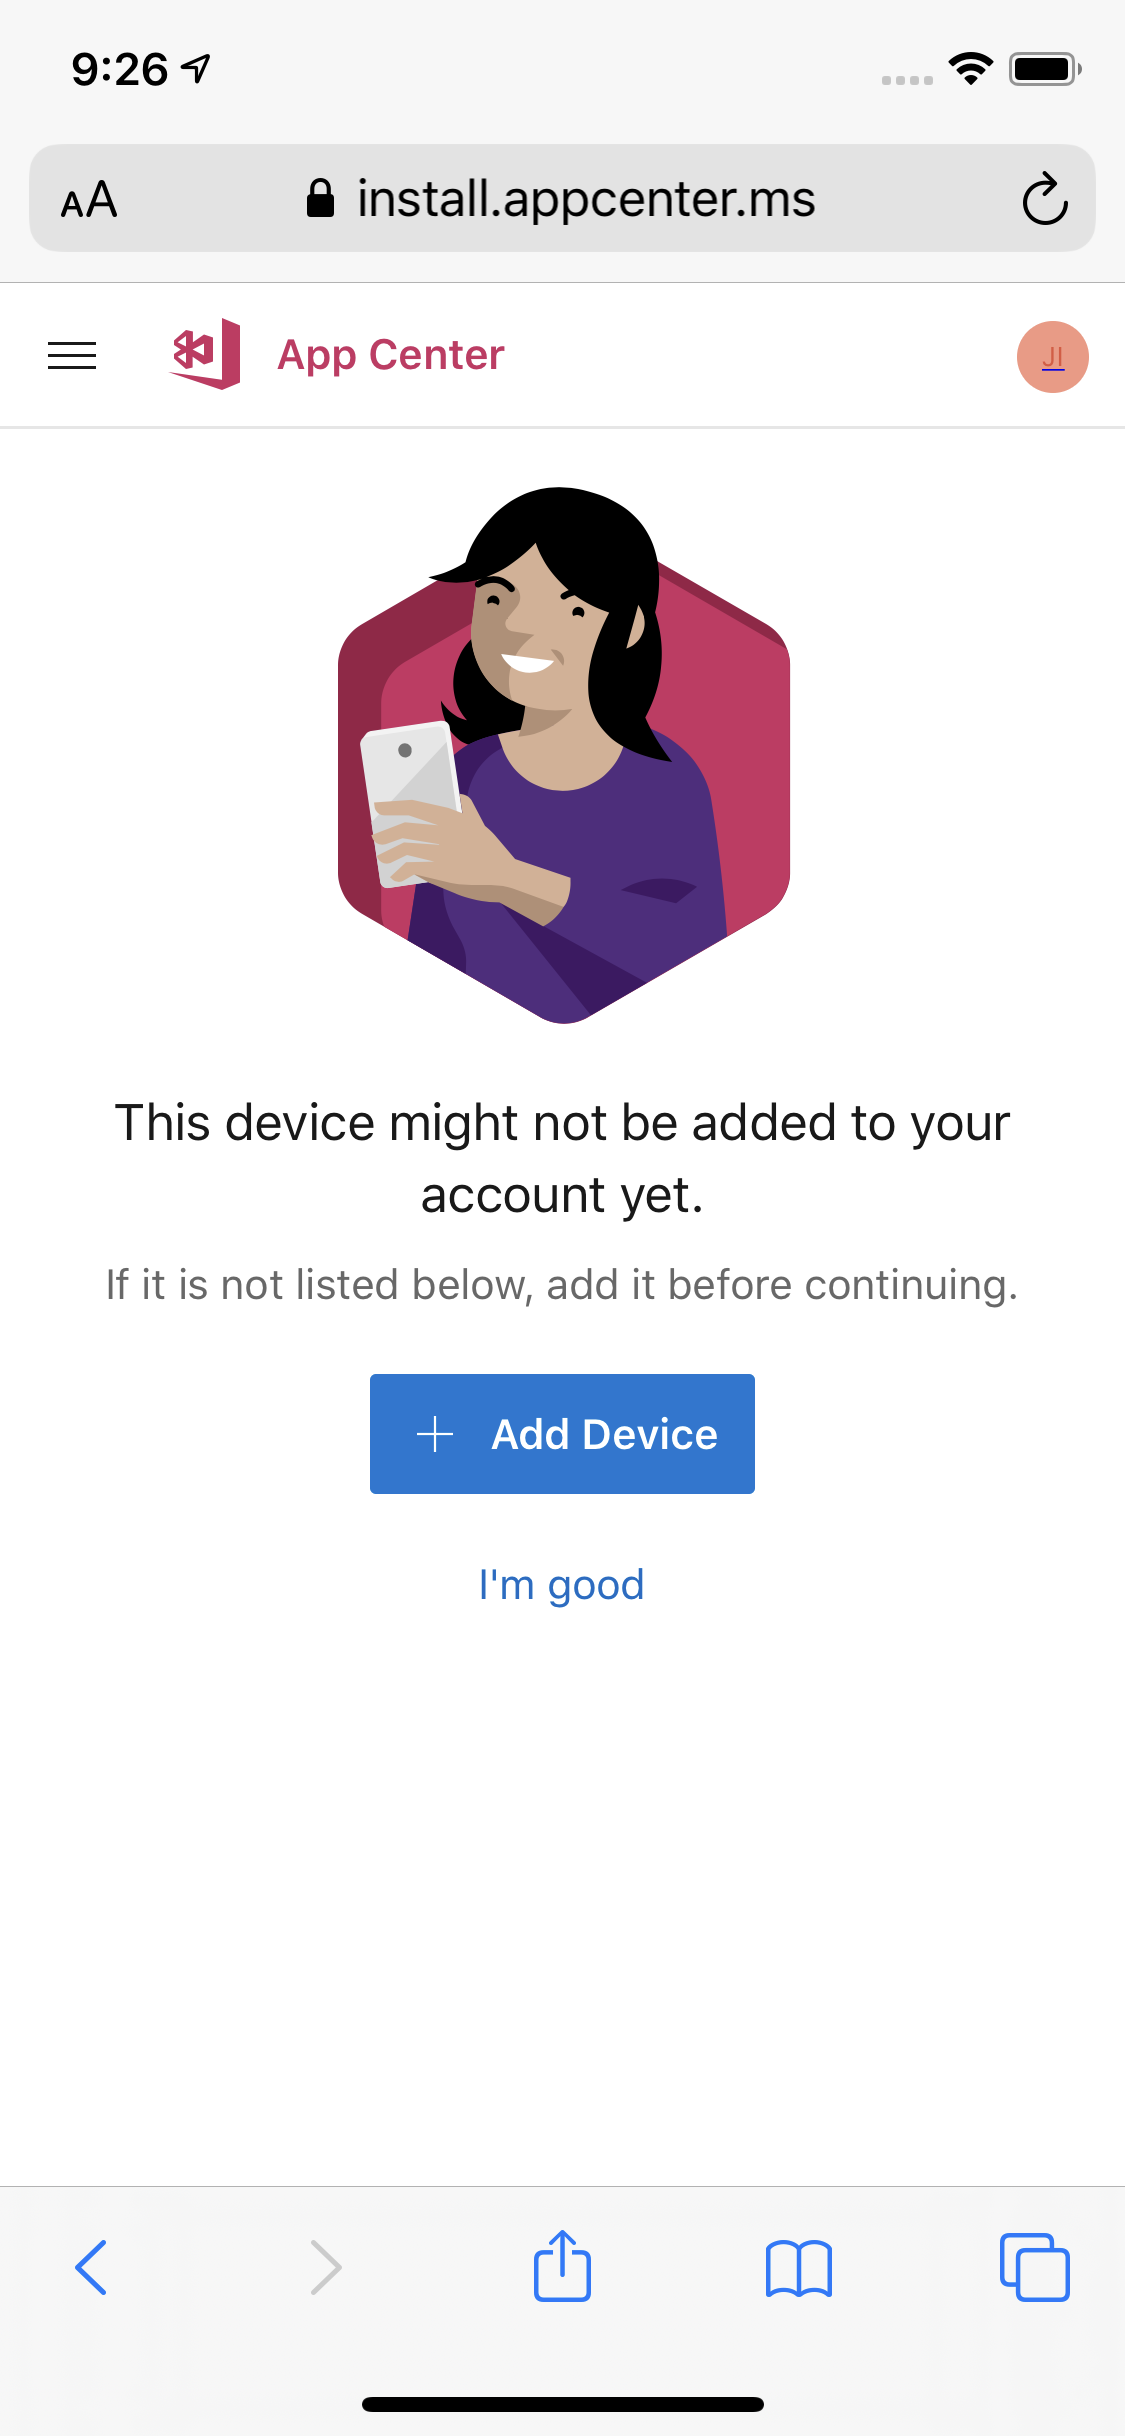 9:26
AA install.appcenter.ms
App Center
JI
This device might not be added to your
account yet.
If it is not listed below, add it before continuing.
Add Device
I'm good